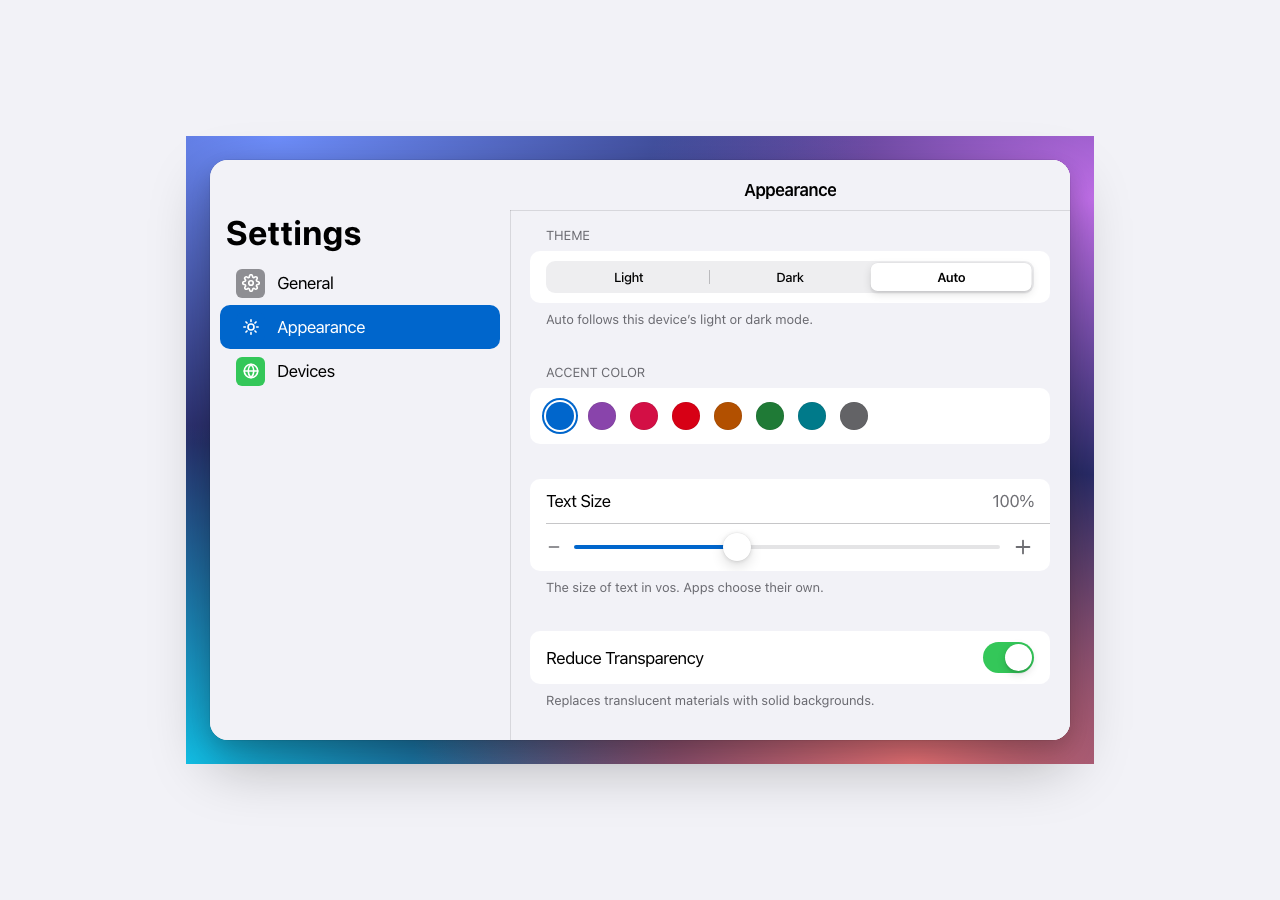 Appearance
Settings
General
Appearance
Devices
THEME
Light
Dark
Auto
Auto follows this device’s light or dark mode.
ACCENT COLOR
Text Size
100%
The size of text in vos. Apps choose their own.
Reduce Transparency
Replaces translucent materials with solid backgrounds.